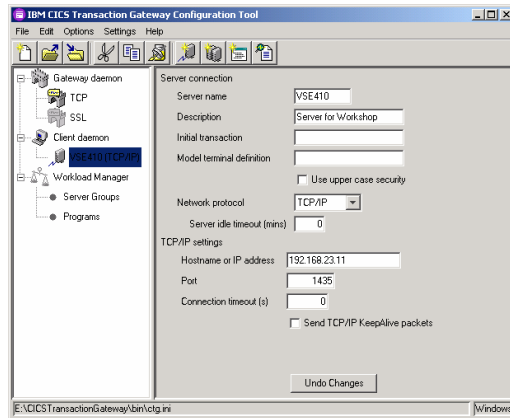 IBM CICS Transaction Gateway Configuration Tool
File Edit Options Settings Help
Gateway daemon
TCP
SSL
Client daemon
VSE410 (TCP/IP)
Workload Manager
Server Groups
Programs
Server connection
Server name VSE410
Description Server for Workshop
Initial transaction
Model terminal definition
Use upper case security
Network protocol TCP/IP
Server idle timeout (mins) 0
TCP/IP settings
Hostname or IP address 192.168.23.11
Port 1435
Connection timeout (s) 0
Send TCP/IP KeepAlive packets
Undo Changes
E:\CICSTransactionGateway\bin\ctg.ini Windows